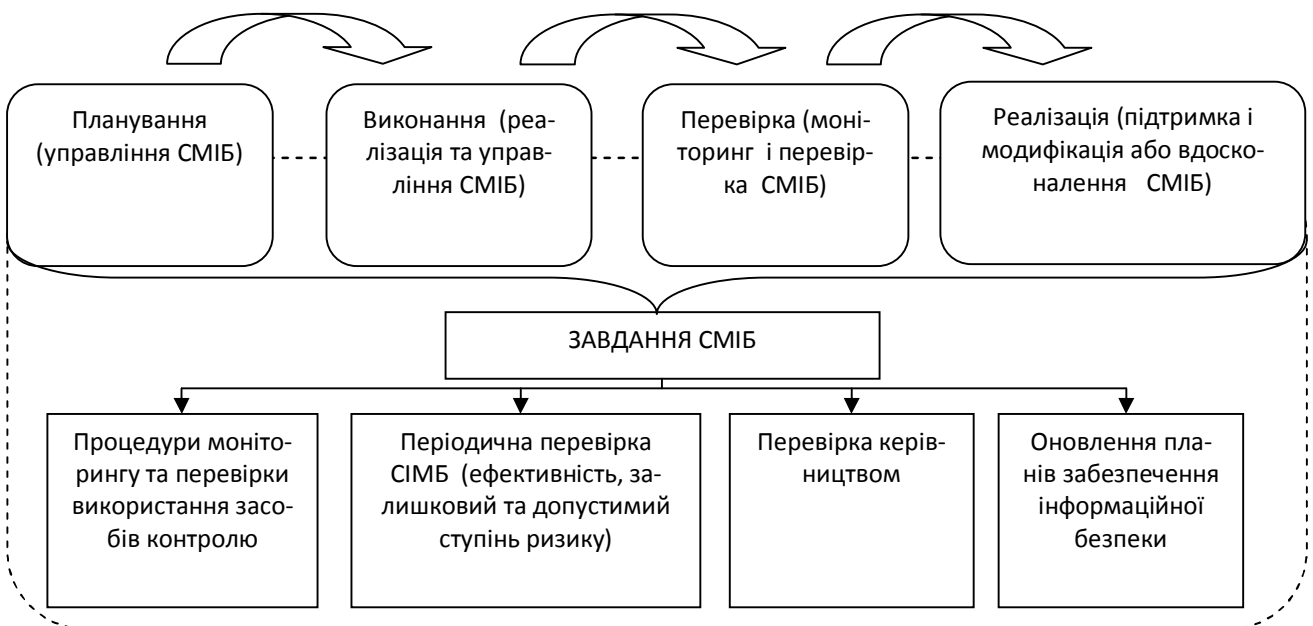 Планування
(управління СМІБ)
Виконання (реа-
лізація та управ-
ління СМІБ)
Перевірка (моні-
торинг і перевір-
ка СМІБ)
Реалізація (підтримка і
модифікація або вдоско-
налення СМІБ)
ЗАВДАННЯ СМІБ
Процедури моніто-
рингу та перевірки
використання засо-
бів контролю
Періодична перевірка
СІМБ (ефективність, за-
лишковий та допустимий
ступінь ризику)
Перевірка керів-
ництвом
Оновлення пла-
нів забезпечення
інформаційної
безпеки